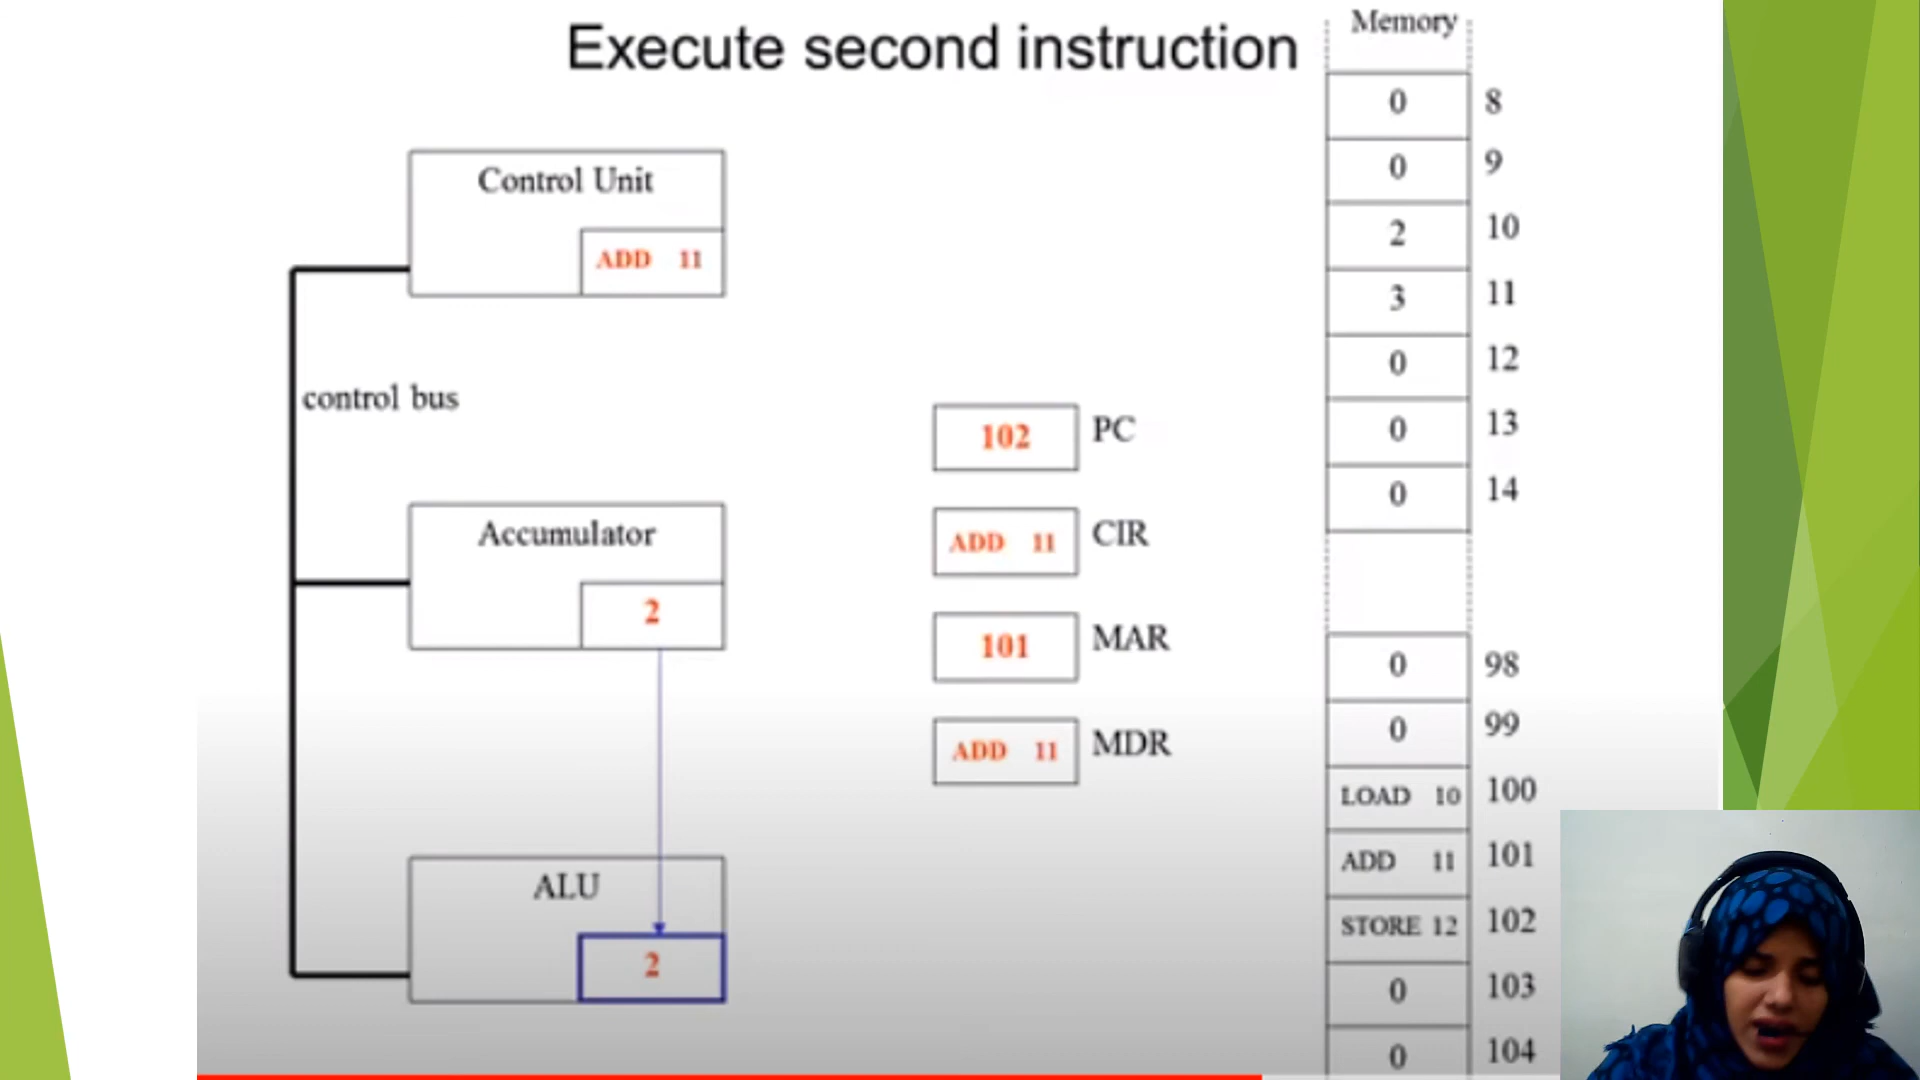 Execute second instruction
Memory
0 8
0 9
2 10
3 11
0 12
0 13
0 14
0 98
0 99
LOAD 10 100
ADD 11 101
STORE 12 102
0 103
0 104
Control Unit
ADD 11
control bus
Accumulator
2
ALU
2
102 PC
ADD 11 CIR
101 MAR
ADD 11 MDR